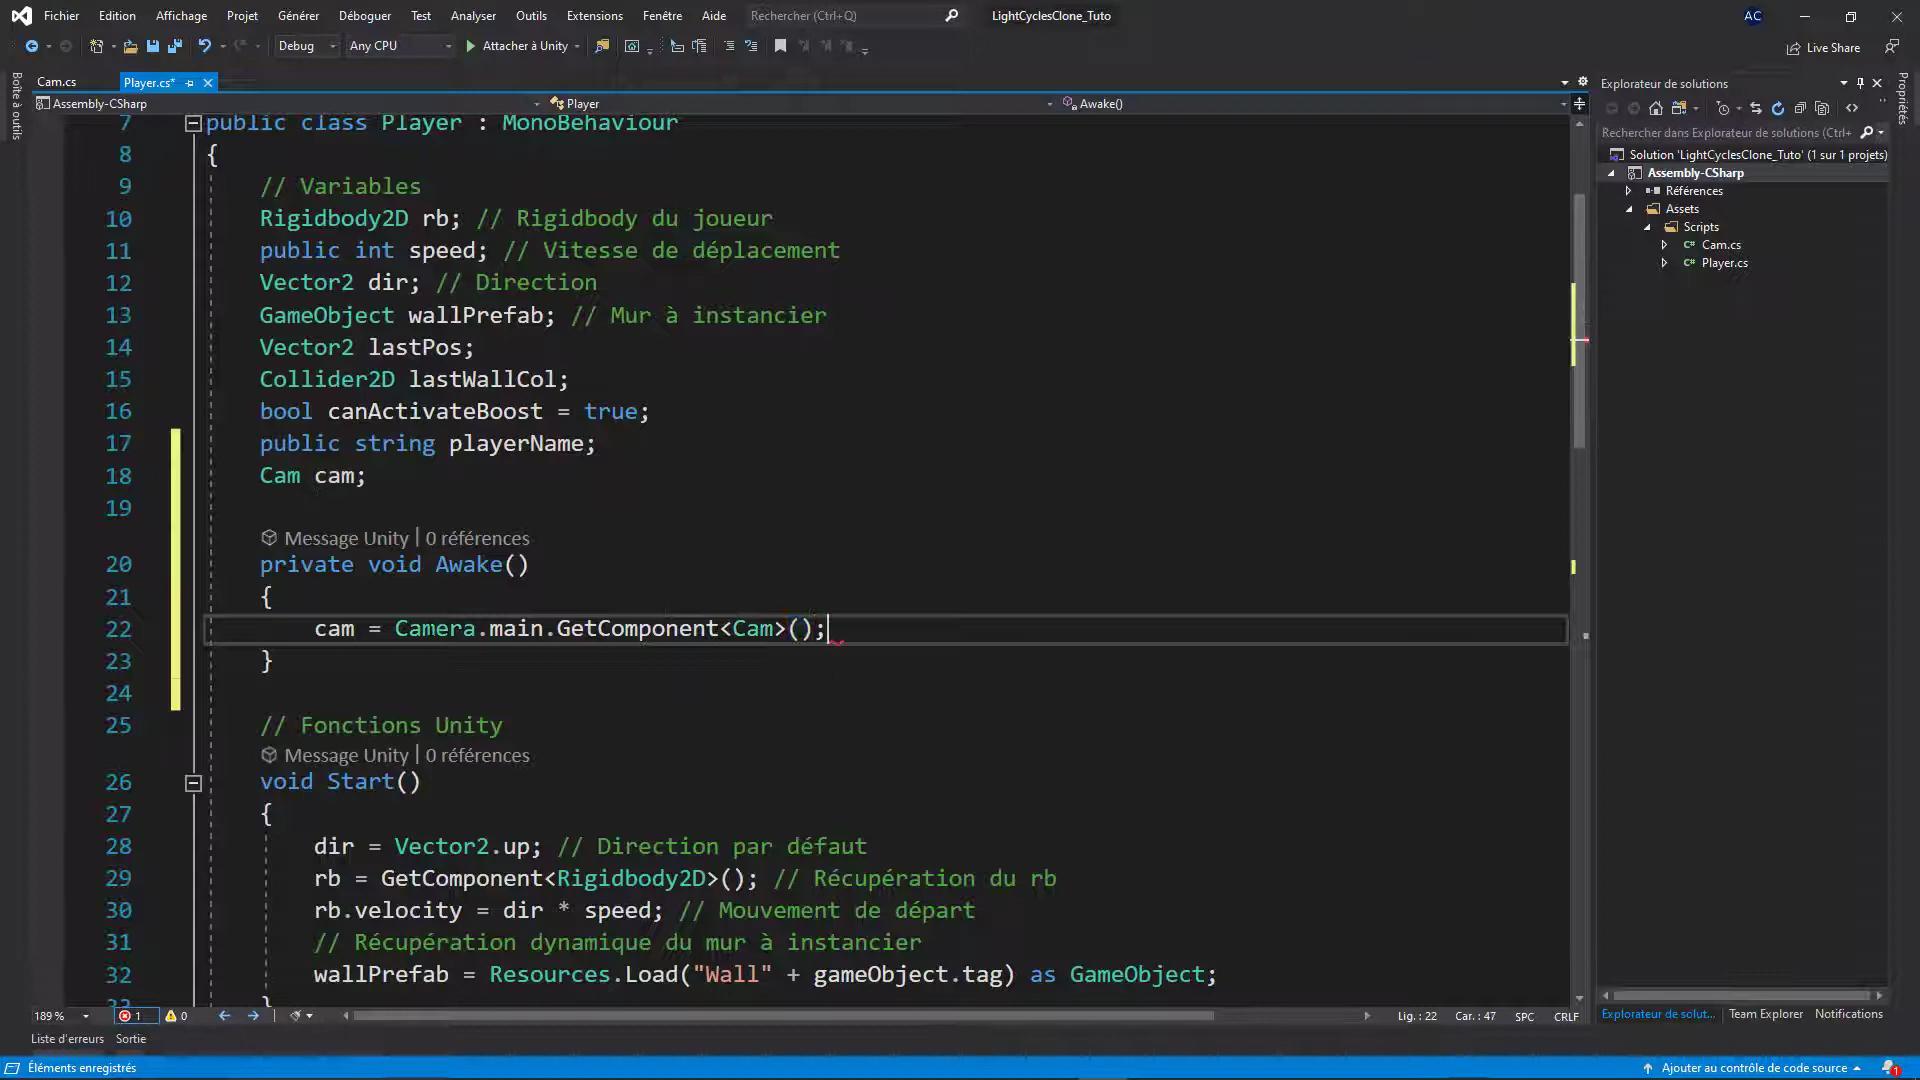 Fichier Edition Affichage Projet Générer Déboguer Test Analyser Outils Extensions Fenêtre Aide Rechercher (Ctrl+Q) LightCyclesClone_Tuto AC
Debug Any CPU Attacher à Unity Live Share
Boîte à outils
Cam.cs Player.cs*
Assembly-CSharp Player Awake()
7 public class Player : MonoBehaviour
8 {
9 // Variables
10 Rigidbody2D rb; // Rigidbody du joueur
11 public int speed; // Vitesse de déplacement
12 Vector2 dir; // Direction
13 GameObject wallPrefab; // Mur à instancier
14 Vector2 lastPos;
15 Collider2D lastWallCol;
16 bool canActivateBoost = true;
17 public string playerName;
18 Cam cam;
19
Message Unity | 0 références
20 private void Awake()
21 {
22 cam = Camera.main.GetComponent<Cam>();
23 }
24
25 // Fonctions Unity
Message Unity | 0 références
26 void Start()
27 {
28 dir = Vector2.up; // Direction par défaut
29 rb = GetComponent<Rigidbody2D>(); // Récupération du rb
30 rb.velocity = dir * speed; // Mouvement de départ
31 // Récupération dynamique du mur à instancier
32 wallPrefab = Resources.Load("Wall" + gameObject.tag) as GameObject;
33 }
189 % 1 0 Lig. : 22 Car. : 47 SPC CRLF
Liste d'erreurs Sortie
Éléments enregistrés
Explorateur de solutions
Rechercher dans Explorateur de solutions (Ctrl+
Solution 'LightCyclesClone_Tuto' (1 sur 1 projets)
Assembly-CSharp
Références
Assets
Scripts
Cam.cs
Player.cs
Explorateur de solut... Team Explorer Notifications
Propriétés
Ajouter au contrôle de code source 1